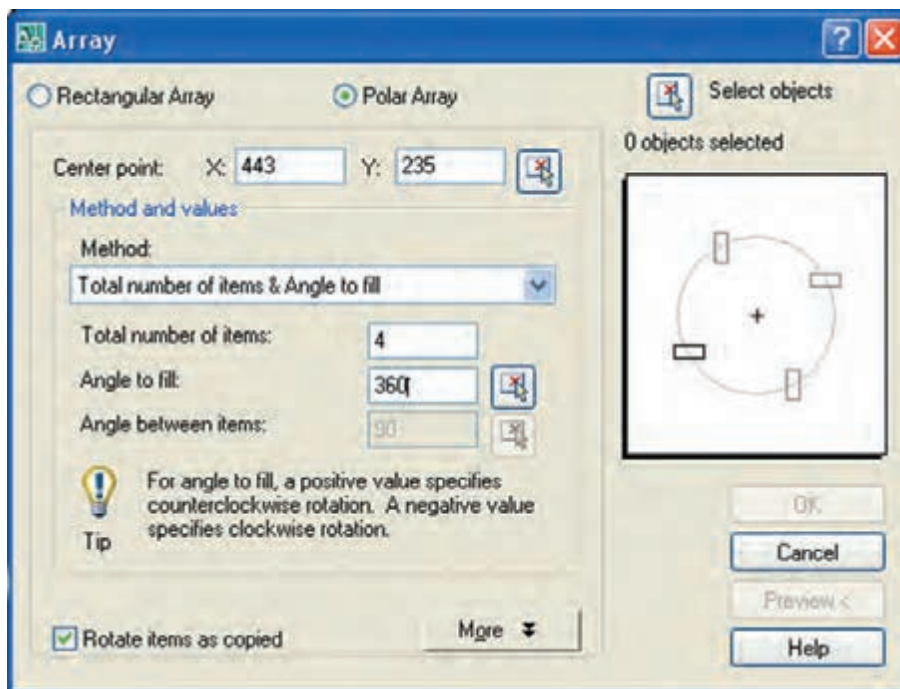 Array
Rectangular Array Polar Array Select objects
0 objects selected
Center point: X: 443 Y: 235
Method and values
Method:
Total number of items & Angle to fill
Total number of items: 4
Angle to fill: 360
Angle between items: 90
For angle to fill, a positive value specifies
counterclockwise rotation. A negative value
specifies clockwise rotation.
Tip
OK
Cancel
Preview <
Rotate items as copied More
Help